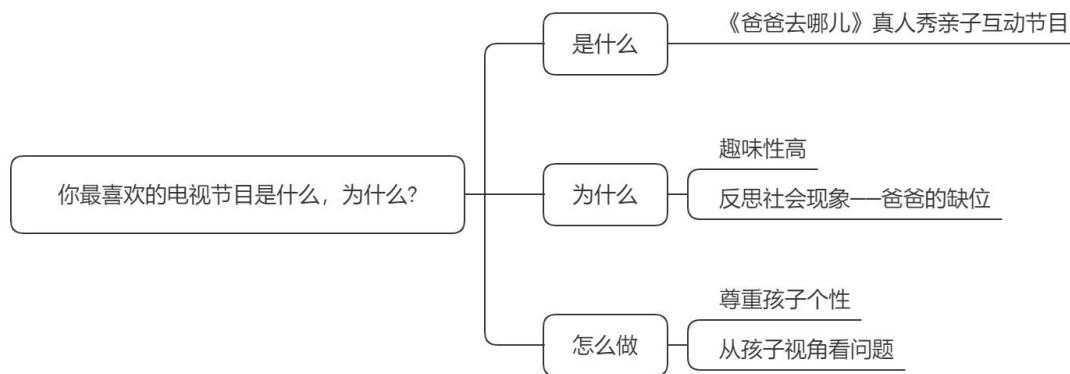 你最喜欢的电视节目是什么，为什么？
是什么
《爸爸去哪儿》真人秀亲子互动节目
为什么
趣味性高
反思社会现象——爸爸的缺位
怎么做
尊重孩子个性
从孩子视角看问题